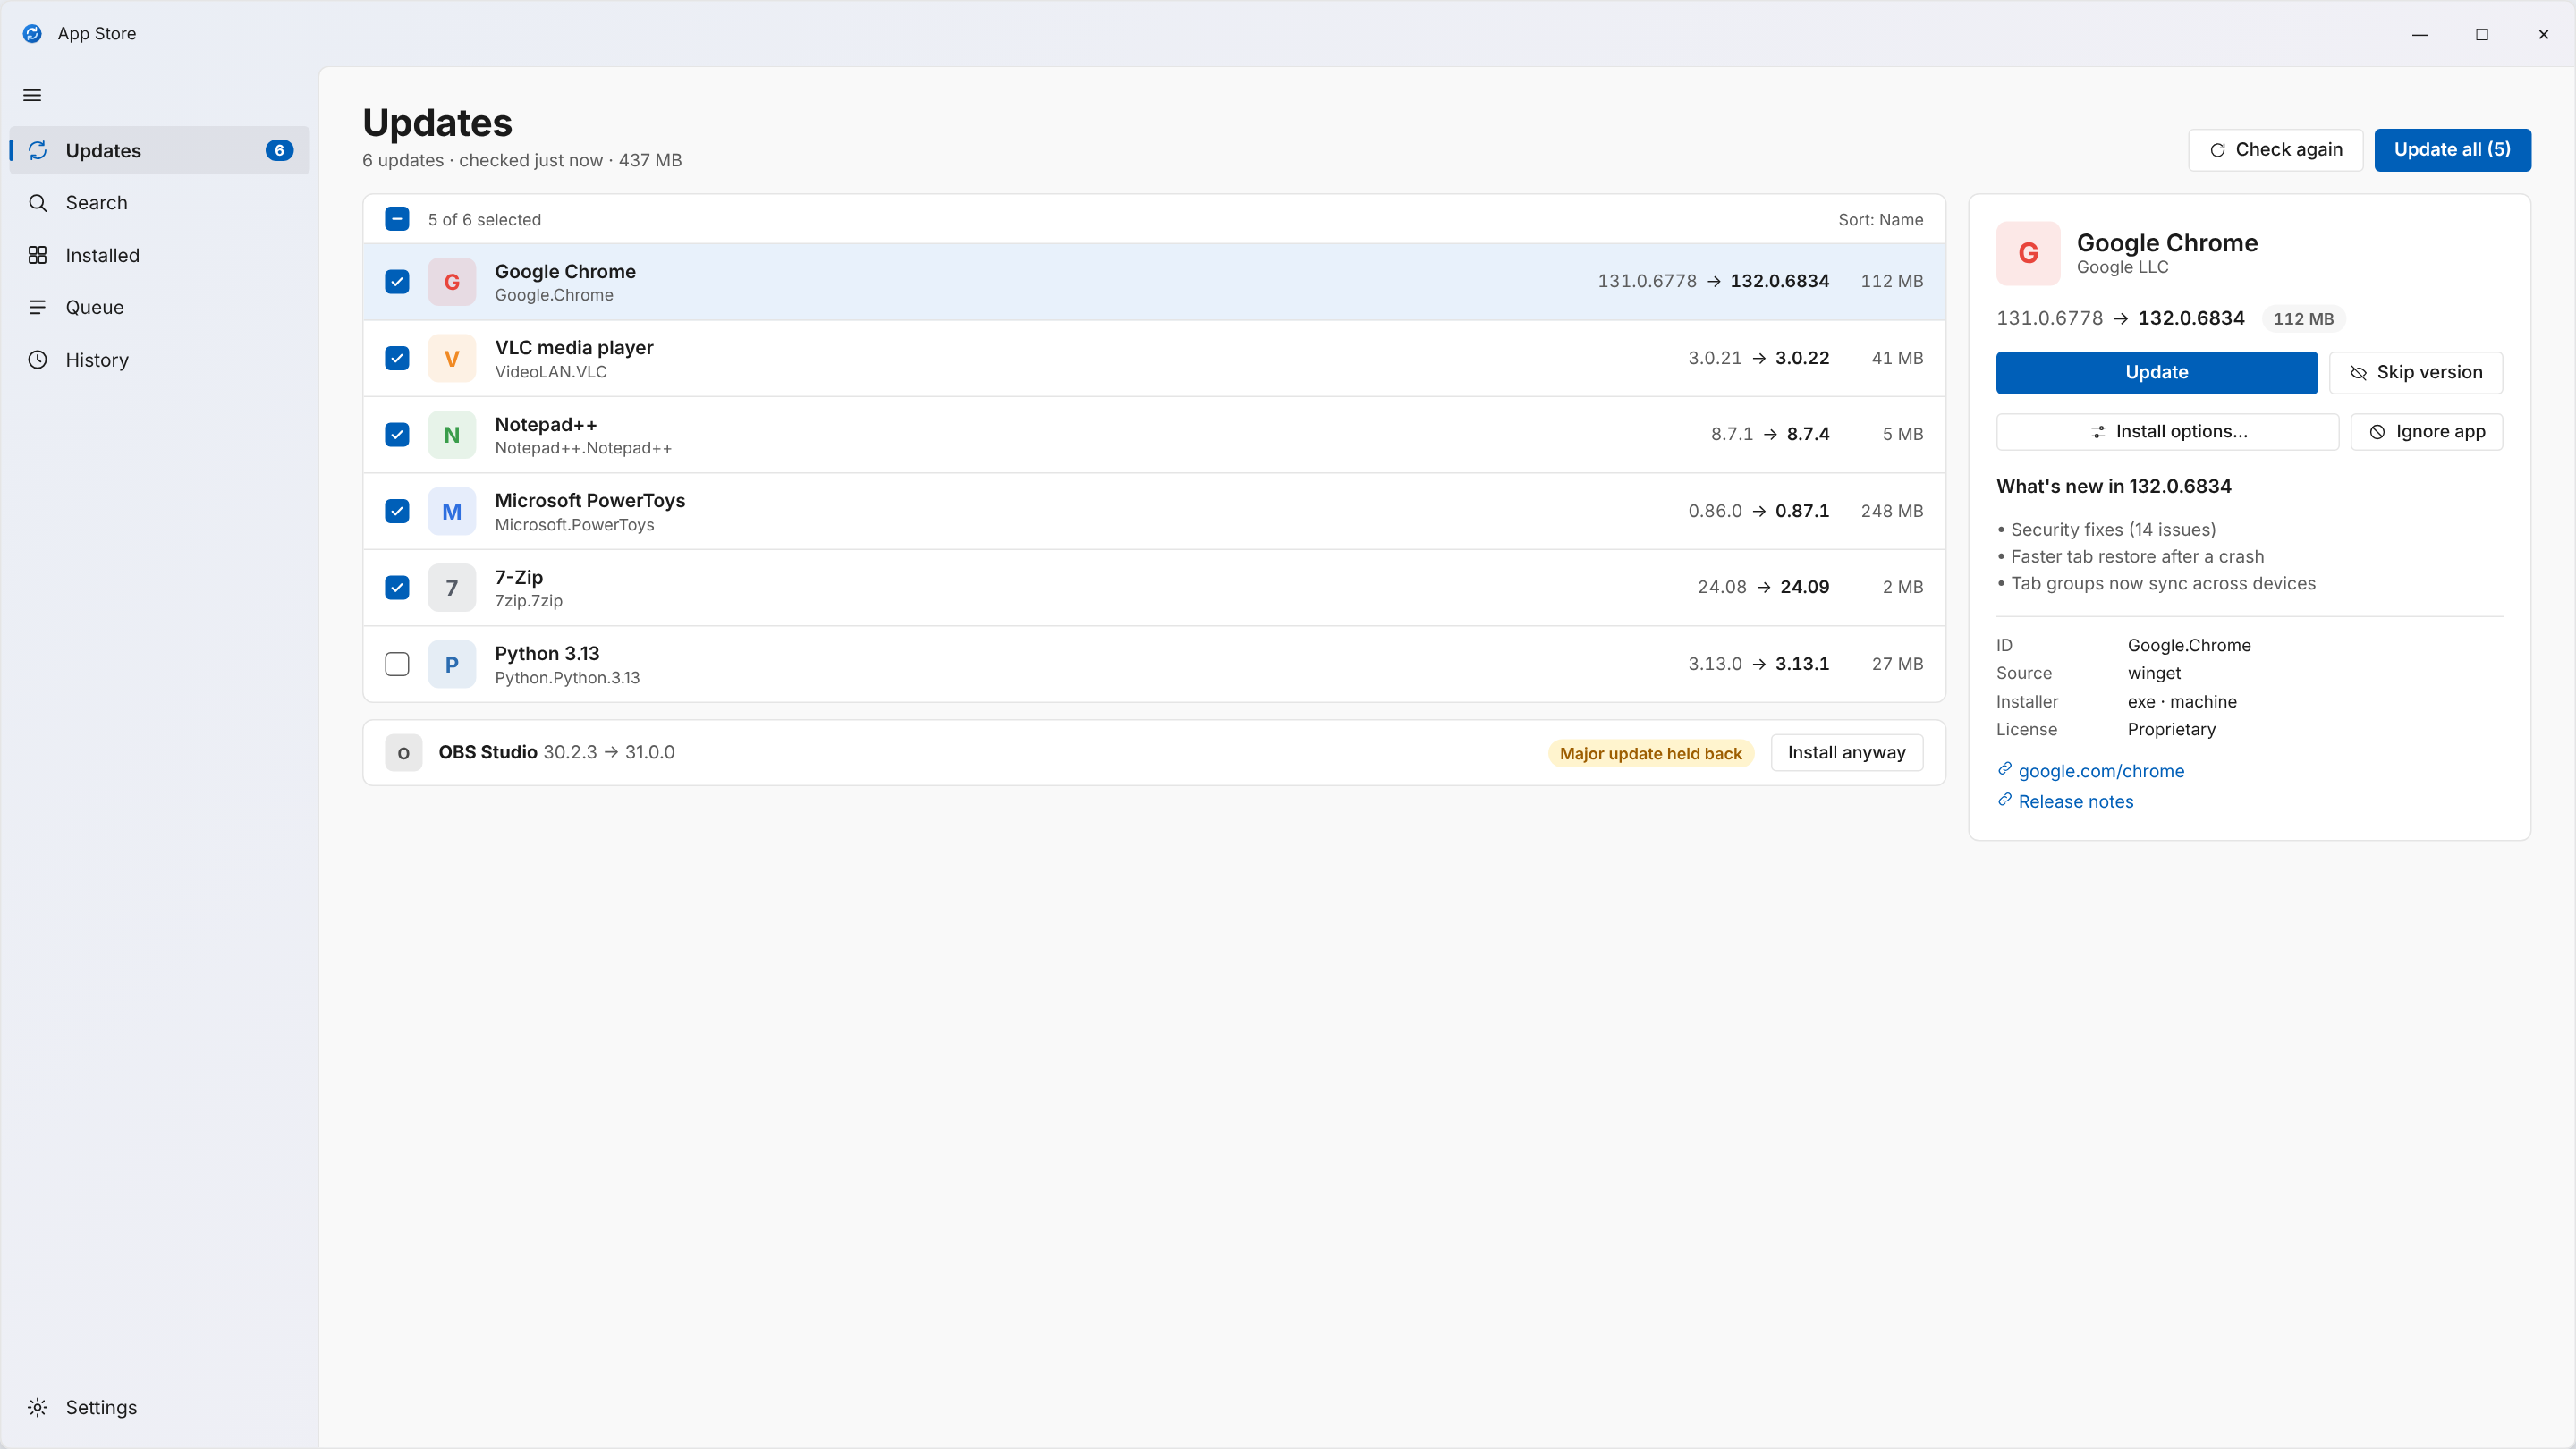 App Store
Updates 6
Search
Installed
Queue
History
Settings
Updates
6 updates · checked just now · 437 MB
Check again
Update all (5)
5 of 6 selected
Sort: Name
G
Google Chrome
Google.Chrome
131.0.6778 → 132.0.6834 112 MB
V
VLC media player
VideoLAN.VLC
3.0.21 → 3.0.22 41 MB
N
Notepad++
Notepad++.Notepad++
8.7.1 → 8.7.4 5 MB
M
Microsoft PowerToys
Microsoft.PowerToys
0.86.0 → 0.87.1 248 MB
7
7-Zip
7zip.7zip
24.08 → 24.09 2 MB
P
Python 3.13
Python.Python.3.13
3.13.0 → 3.13.1 27 MB
O
OBS Studio 30.2.3 → 31.0.0
Major update held back
Install anyway
G
Google Chrome
Google LLC
131.0.6778 → 132.0.6834 112 MB
Update
Skip version
Install options...
Ignore app
What's new in 132.0.6834
• Security fixes (14 issues)
• Faster tab restore after a crash
• Tab groups now sync across devices
ID Google.Chrome
Source winget
Installer exe · machine
License Proprietary
google.com/chrome
Release notes